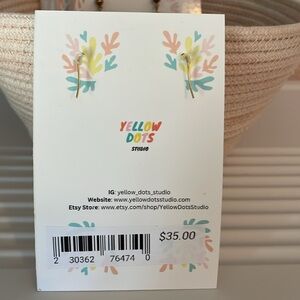 YELLOW
DOTS
STUDIO
IG: yellow_dots_studio
Website: www.yellowdotsstudio.com
Etsy Store: www.etsy.com/shop/YellowDotsStudio
$35.00
2 30362 76474 0